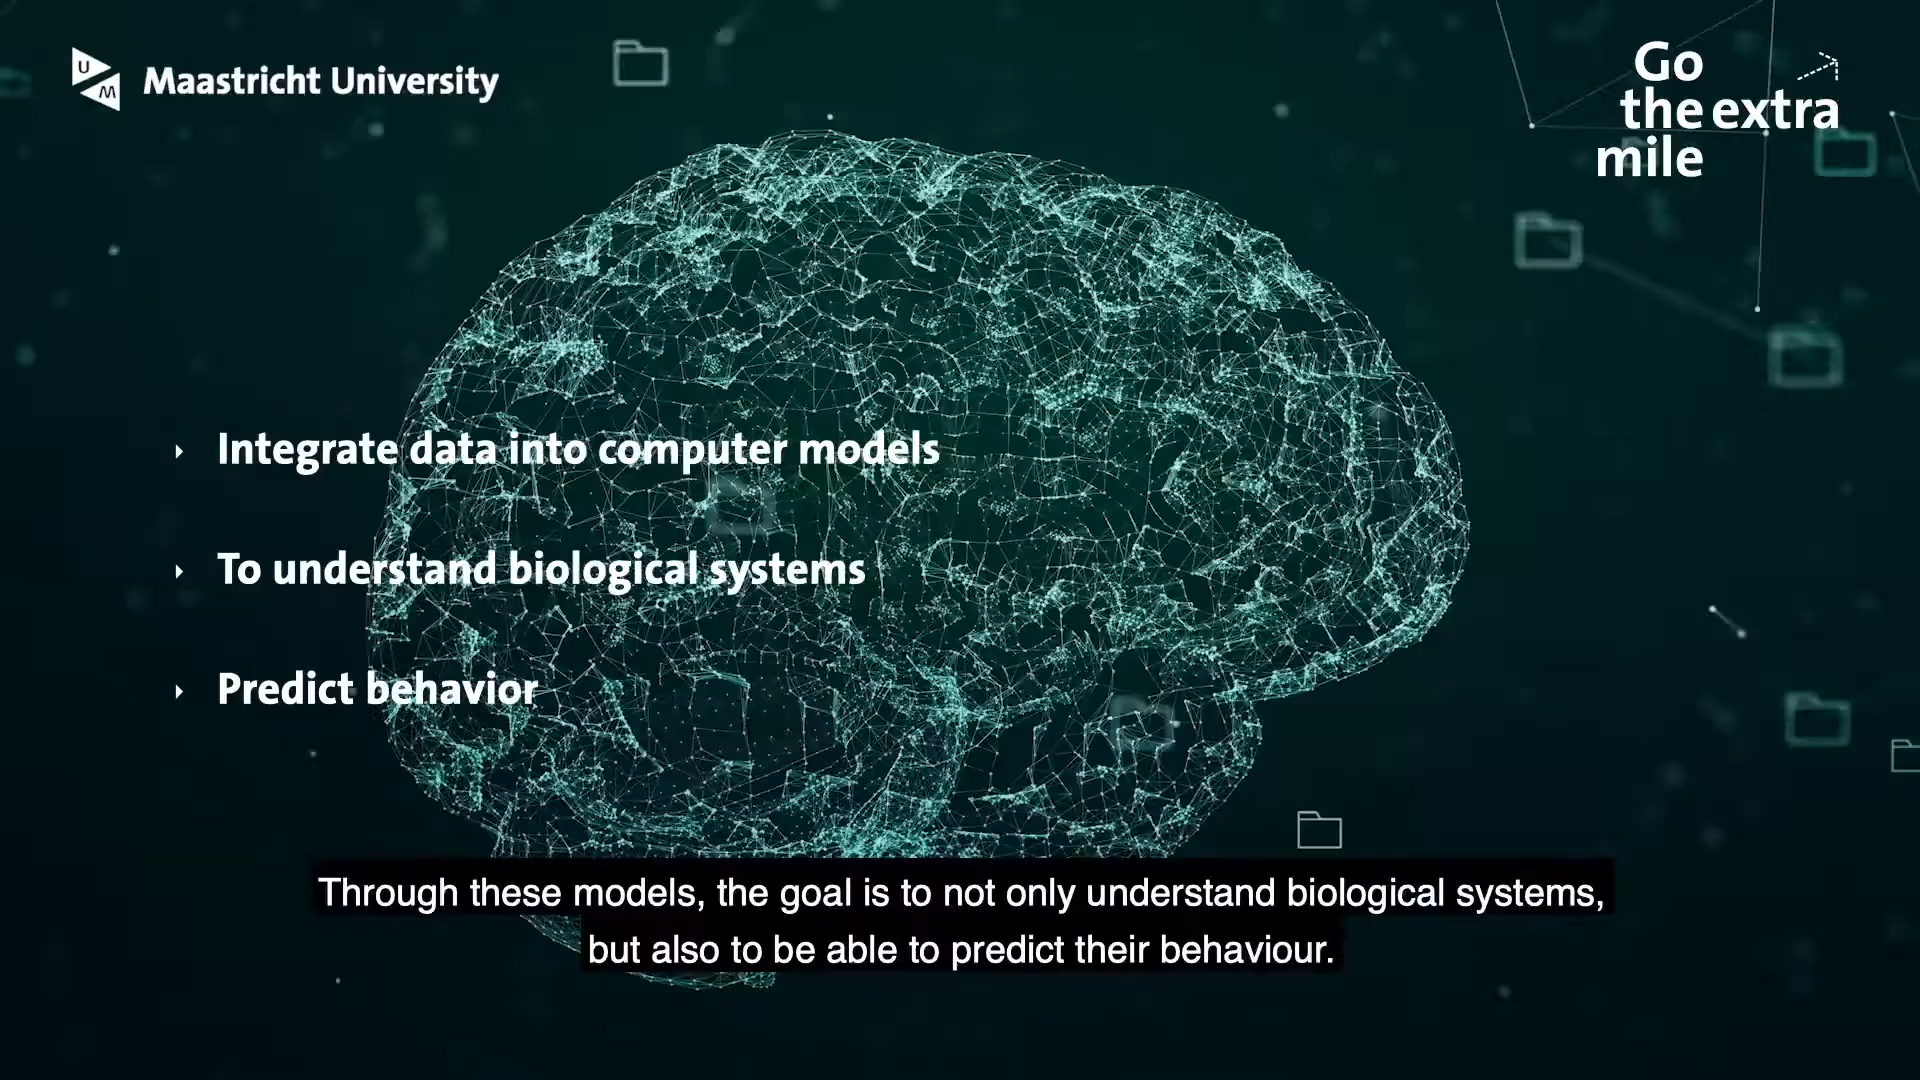 UM
Maastricht University
Go
the extra
mile
Integrate data into computer models
To understand biological systems
Predict behavior
Through these models, the goal is to not only understand biological systems,
but also to be able to predict their behaviour.